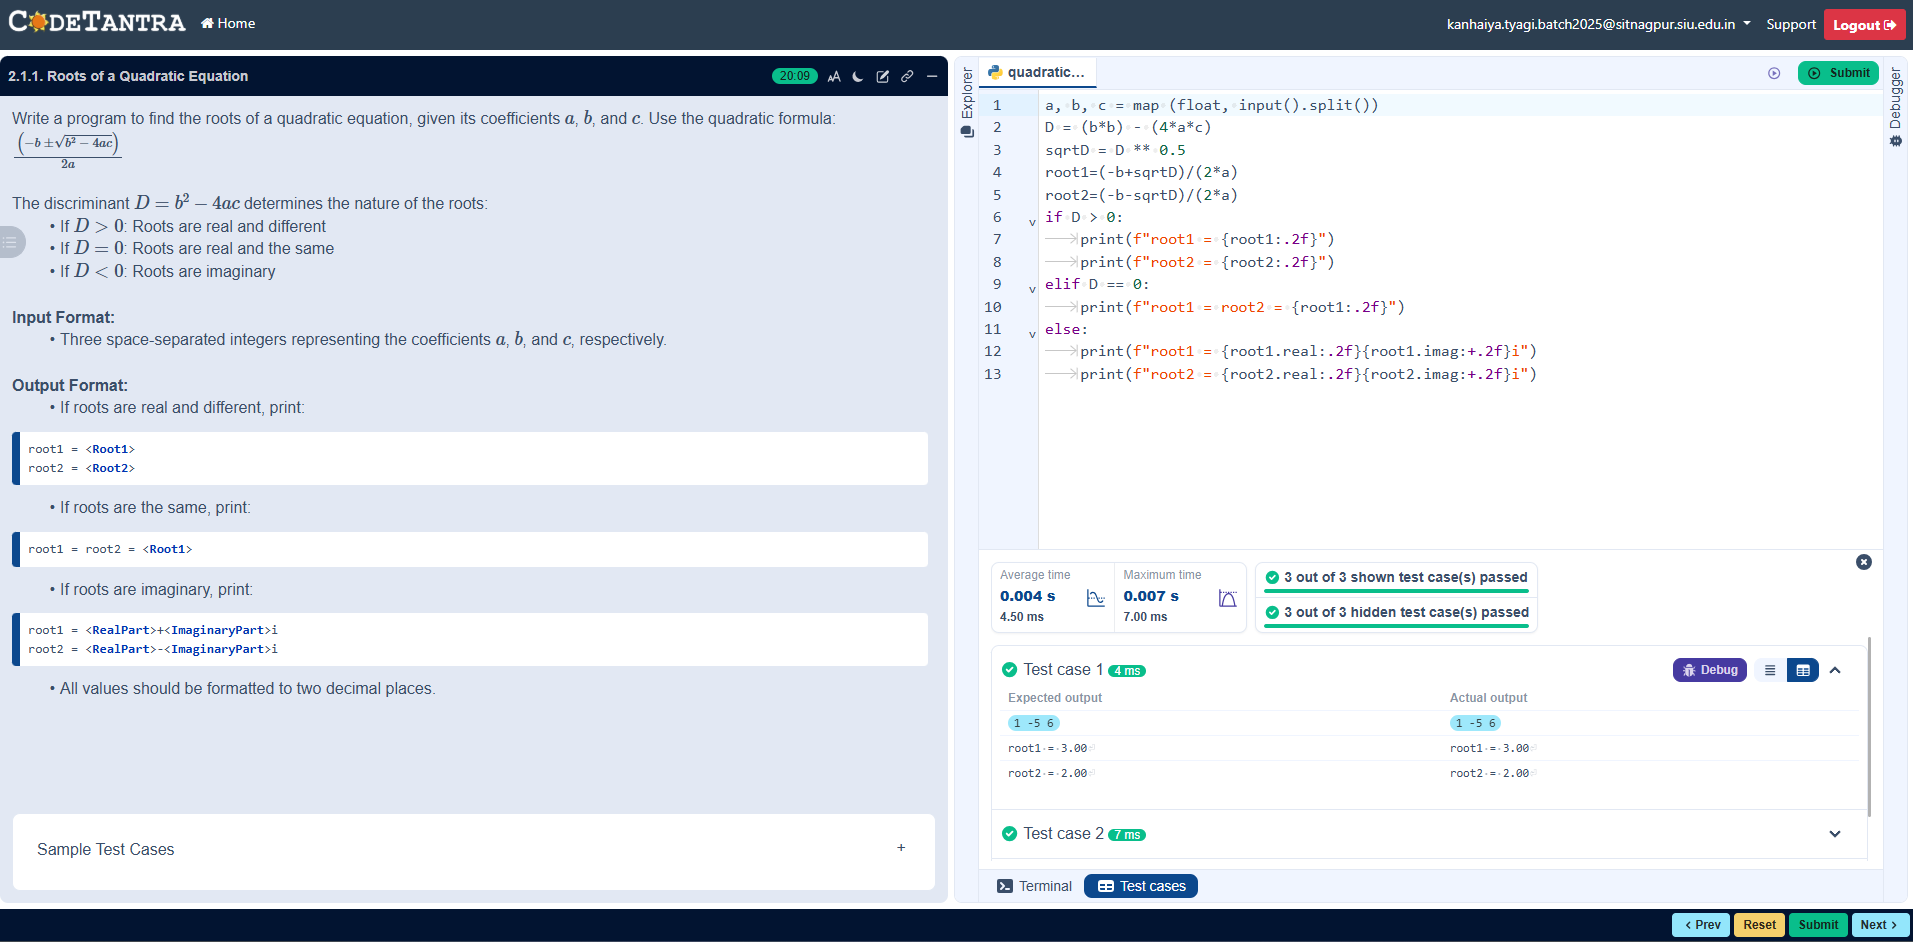 CODETANTRA
Home
kanhaiya.tyagi.batch2025@sitnagpur.siu.edu.in
Support
Logout
2.1.1. Roots of a Quadratic Equation
20:09
AA
Write a program to find the roots of a quadratic equation, given its coefficients a, b, and c. Use the quadratic formula:
(−b ±√b² − 4ac)
2a
The discriminant D = b² − 4ac determines the nature of the roots:
• If D > 0: Roots are real and different
• If D = 0: Roots are real and the same
• If D < 0: Roots are imaginary
Input Format:
• Three space-separated integers representing the coefficients a, b, and c, respectively.
Output Format:
• If roots are real and different, print:
root1 = <Root1>
root2 = <Root2>
• If roots are the same, print:
root1 = root2 = <Root1>
• If roots are imaginary, print:
root1 = <RealPart>+<ImaginaryPart>i
root2 = <RealPart>-<ImaginaryPart>i
• All values should be formatted to two decimal places.
Sample Test Cases
+
Explorer
quadratic...
Submit
Debugger
1 a, b, c = map (float, input().split())
2 D = (b*b) - (4*a*c)
3 sqrtD = D ** 0.5
4 root1=(-b+sqrtD)/(2*a)
5 root2=(-b-sqrtD)/(2*a)
6 if D > 0:
7 print(f"root1 = {root1:.2f}")
8 print(f"root2 = {root2:.2f}")
9 elif D == 0:
10 print(f"root1 = root2 = {root1:.2f}")
11 else:
12 print(f"root1 = {root1.real:.2f}{root1.imag:+.2f}i")
13 print(f"root2 = {root2.real:.2f}{root2.imag:+.2f}i")
Average time
0.004 s
4.50 ms
Maximum time
0.007 s
7.00 ms
3 out of 3 shown test case(s) passed
3 out of 3 hidden test case(s) passed
Test case 1 4 ms
Debug
Expected output
Actual output
1 -5 6
1 -5 6
root1 = 3.00
root1 = 3.00
root2 = 2.00
root2 = 2.00
Test case 2 7 ms
Terminal
Test cases
< Prev
Reset
Submit
Next >